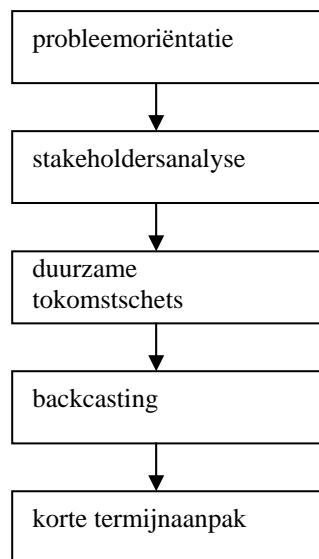 probleemoriëntatie
stakeholdersanalyse
duurzame
tokomstschets
backcasting
korte termijnaanpak